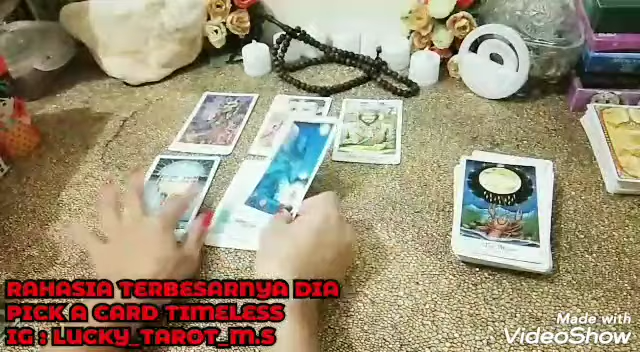 RAHASIA TERBESARNYA DIA
PICK A CARD TIMELESS
IG : LUCKY_TAROT_M.S
Made with
VideoShow